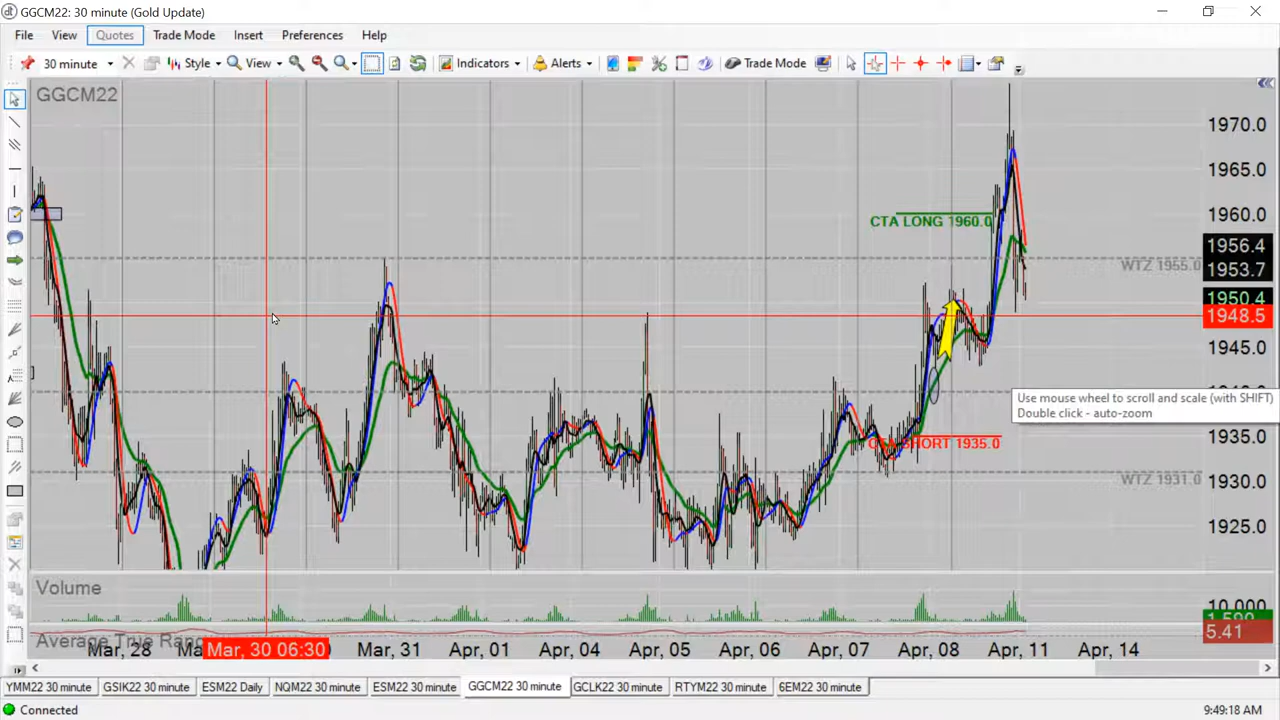 GGCM22: 30 minute (Gold Update)
File View Quotes Trade Mode Insert Preferences Help
30 minute Style View Indicators Alerts Trade Mode
GGCM22
1970.0
1965.0
CTA LONG 1960.0 1960.0
1956.4
WTZ 1955.0
1953.7
1950.4
1948.5
1945.0
Use mouse wheel to scroll and scale (with SHIFT)
Double click - auto-zoom
SHORT 1935.0 1935.0
WTZ 1931.0
1930.0
1925.0
Volume
10,000
Average True Rang
5.41
Mar, 28 Mar, 30 06:30 Mar, 31 Apr, 01 Apr, 04 Apr, 05 Apr, 06 Apr, 07 Apr, 08 Apr, 11 Apr, 14
YMM22 30 minute GSIK22 30 minute ESM22 Daily NQM22 30 minute ESM22 30 minute GGCM22 30 minute GCLK22 30 minute RTYM22 30 minute 6EM22 30 minute
Connected 9:49:18 AM